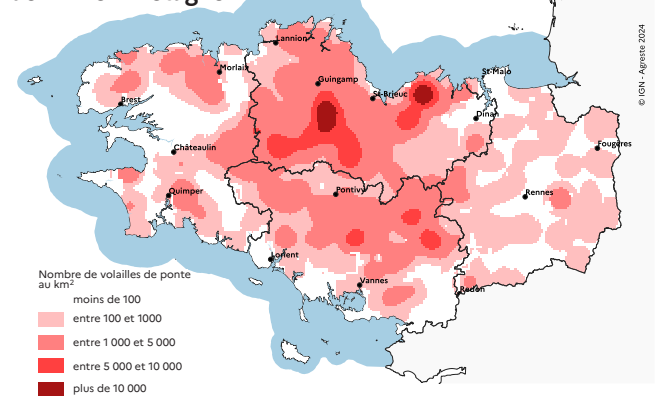 Lannion
Morlaix
Guingamp
St-Brieuc
St-Malo
Brest
Dinan
Châteaulin
Fougères
Quimper
Pontivy
Rennes
Lorient
Vannes
Redon
© IGN - Agreste 2024
Nombre de volailles de ponte
au km²
moins de 100
entre 100 et 1000
entre 1 000 et 5 000
entre 5 000 et 10 000
plus de 10 000